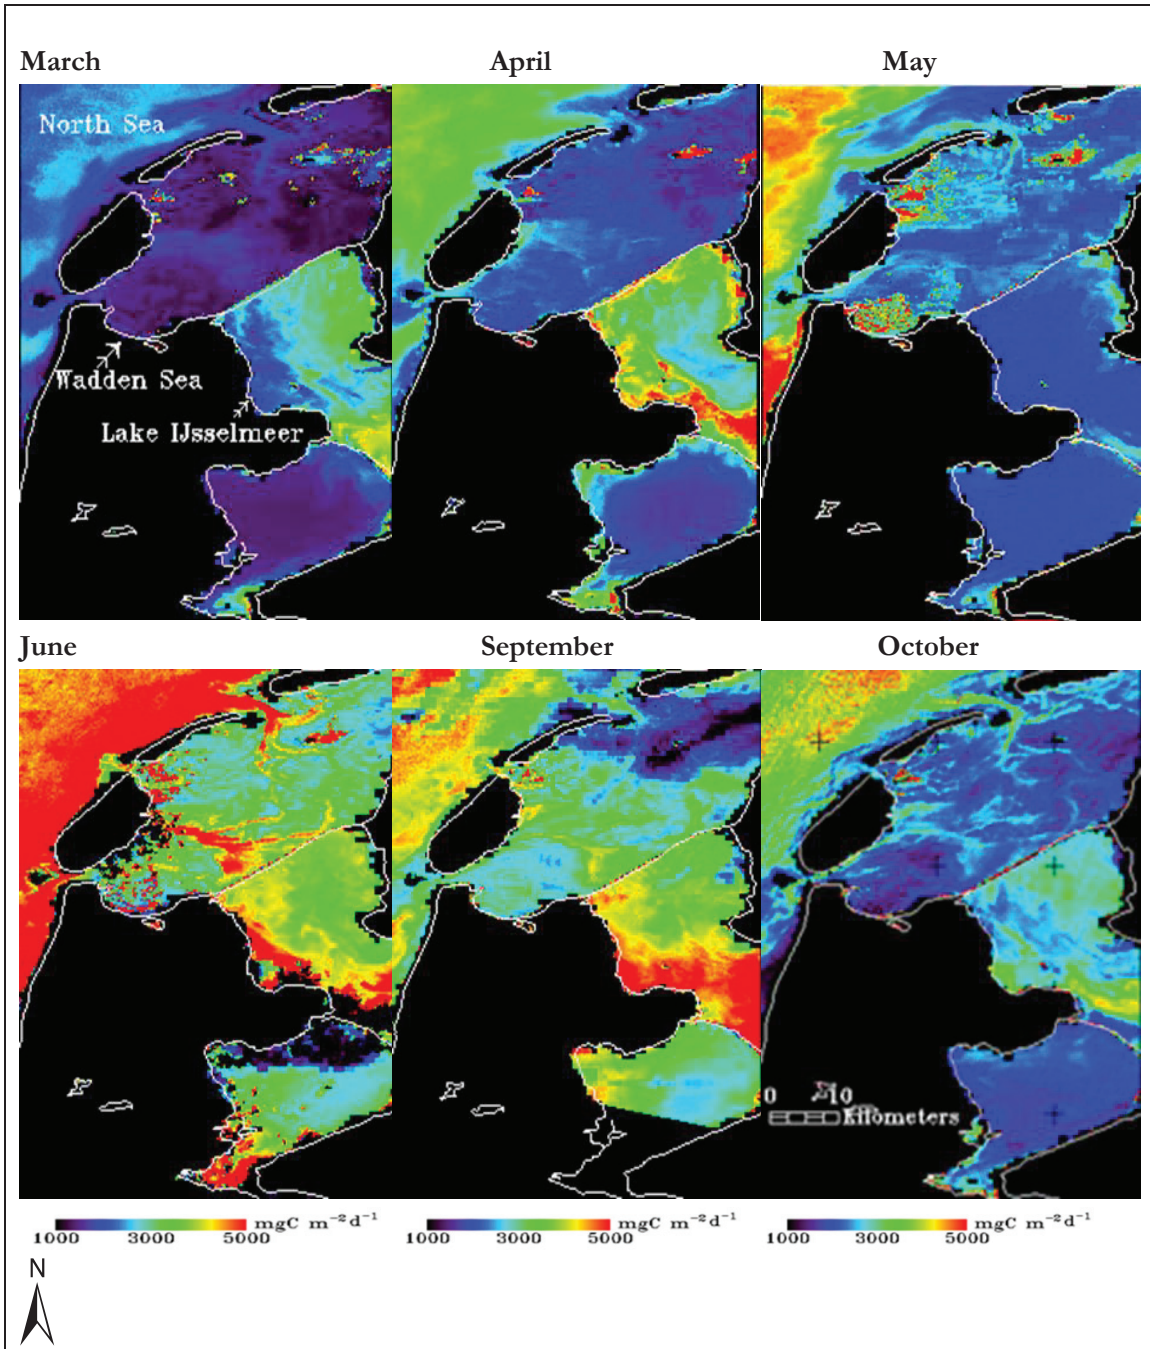 March April May
North Sea
Wadden Sea
Lake IJsselmeer
June September October
0 10
Kilometers
mgC m⁻²d⁻¹ mgC m⁻²d⁻¹ mgC m⁻²d⁻¹
1000 3000 5000 1000 3000 5000 1000 3000 5000
N